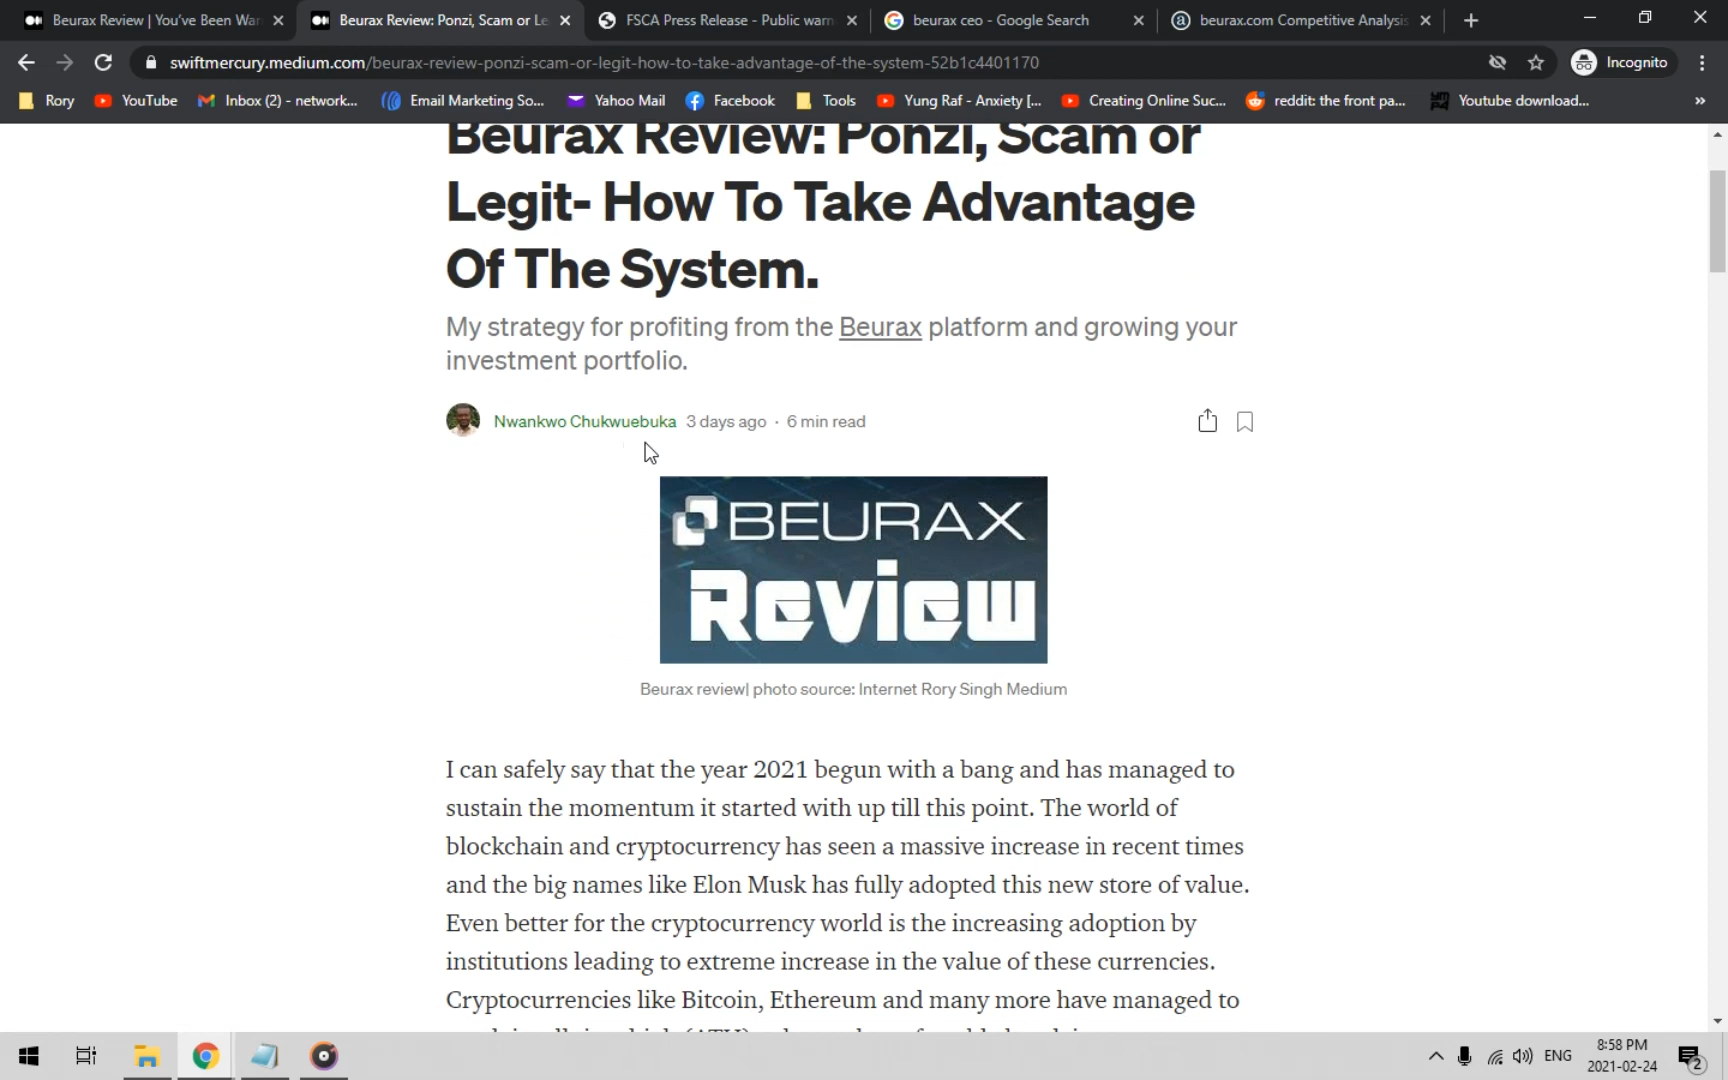 Beurax Review | You've Been War
Beurax Review: Ponzi, Scam or Le
FSCA Press Release - Public warn
beurax ceo - Google Search
beurax.com Competitive Analysis
swiftmercury.medium.com/beurax-review-ponzi-scam-or-legit-how-to-take-advantage-of-the-system-52b1c4401170
Incognito
Rory
YouTube
Inbox (2) - network...
Email Marketing So...
Yahoo Mail
Facebook
Tools
Yung Raf - Anxiety [...
Creating Online Suc...
reddit: the front pa...
Youtube download...
Beurax Review: Ponzi, Scam or
Legit- How To Take Advantage
Of The System.
My strategy for profiting from the Beurax platform and growing your
investment portfolio.
Nwankwo Chukwuebuka 3 days ago · 6 min read
BEURAX
Review
Beurax review| photo source: Internet Rory Singh Medium
I can safely say that the year 2021 begun with a bang and has managed to
sustain the momentum it started with up till this point. The world of
blockchain and cryptocurrency has seen a massive increase in recent times
and the big names like Elon Musk has fully adopted this new store of value.
Even better for the cryptocurrency world is the increasing adoption by
institutions leading to extreme increase in the value of these currencies.
Cryptocurrencies like Bitcoin, Ethereum and many more have managed to
ENG
8:58 PM
2021-02-24
2